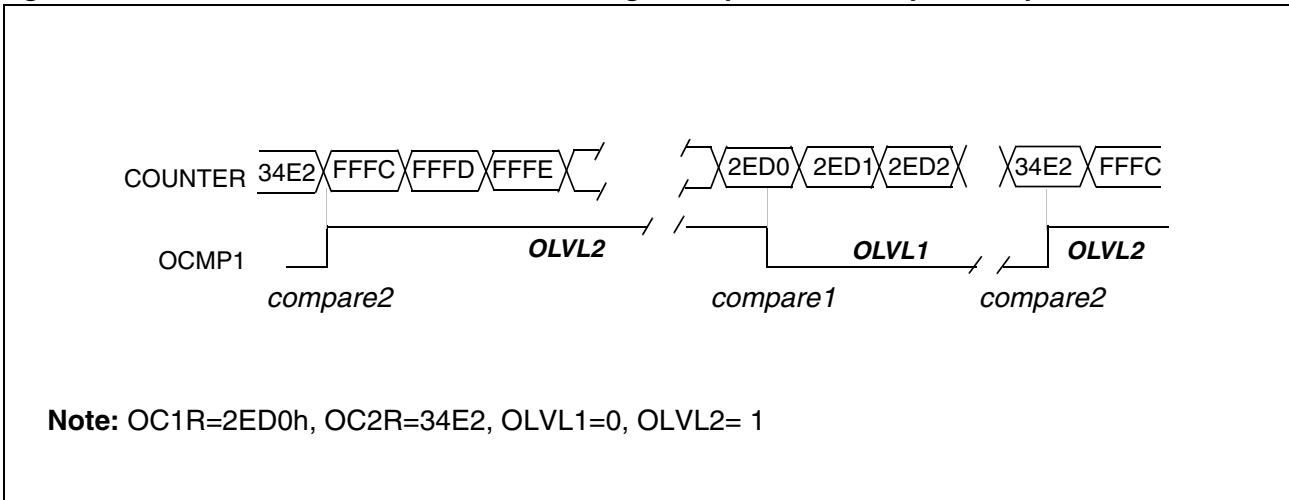 COUNTER 34E2 FFFC FFFD FFFE 2ED0 2ED1 2ED2 34E2 FFFC
OCMP1 OLVL2 OLVL1 OLVL2
compare2 compare1 compare2
Note: OC1R=2ED0h, OC2R=34E2, OLVL1=0, OLVL2= 1